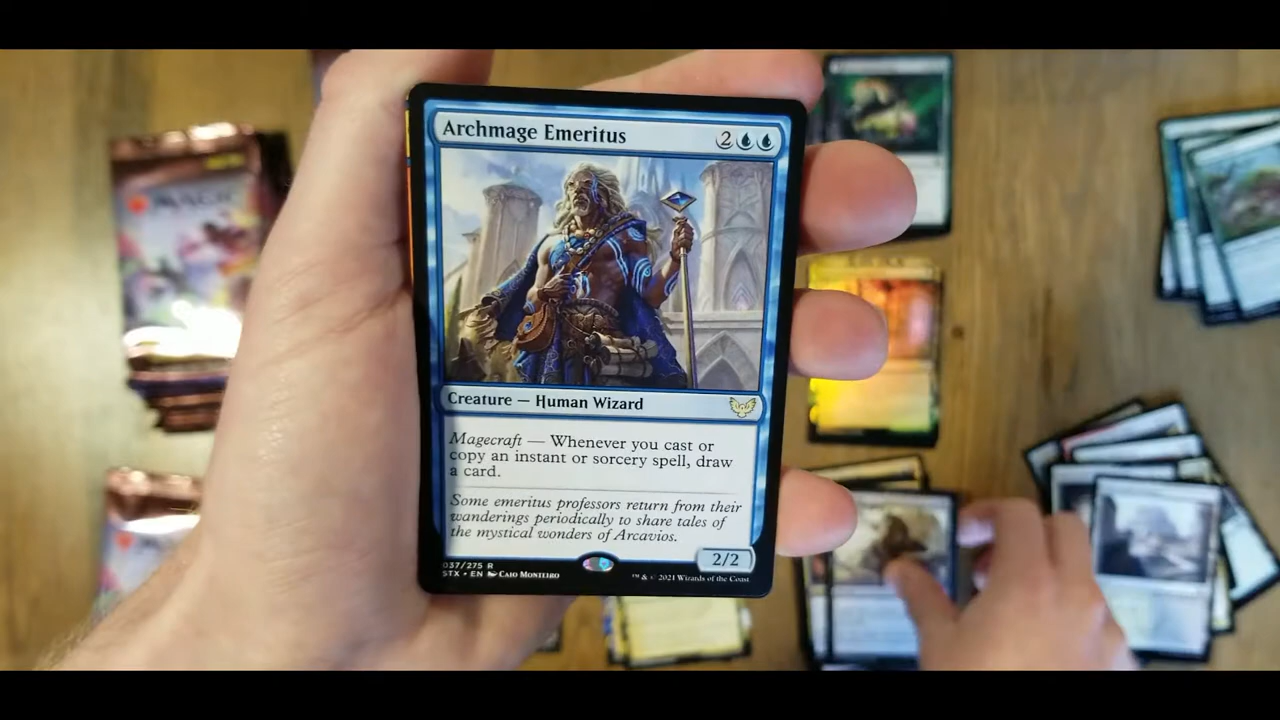 MAGIC
Archmage Emeritus 2
Creature — Human Wizard
Magecraft — Whenever you cast or
copy an instant or sorcery spell, draw
a card.
Some emeritus professors return from their
wanderings periodically to share tales of
the mystical wonders of Arcavios.
2/2
037/275 R
STX • EN Caio Monteiro
™ & © 2021 Wizards of the Coast